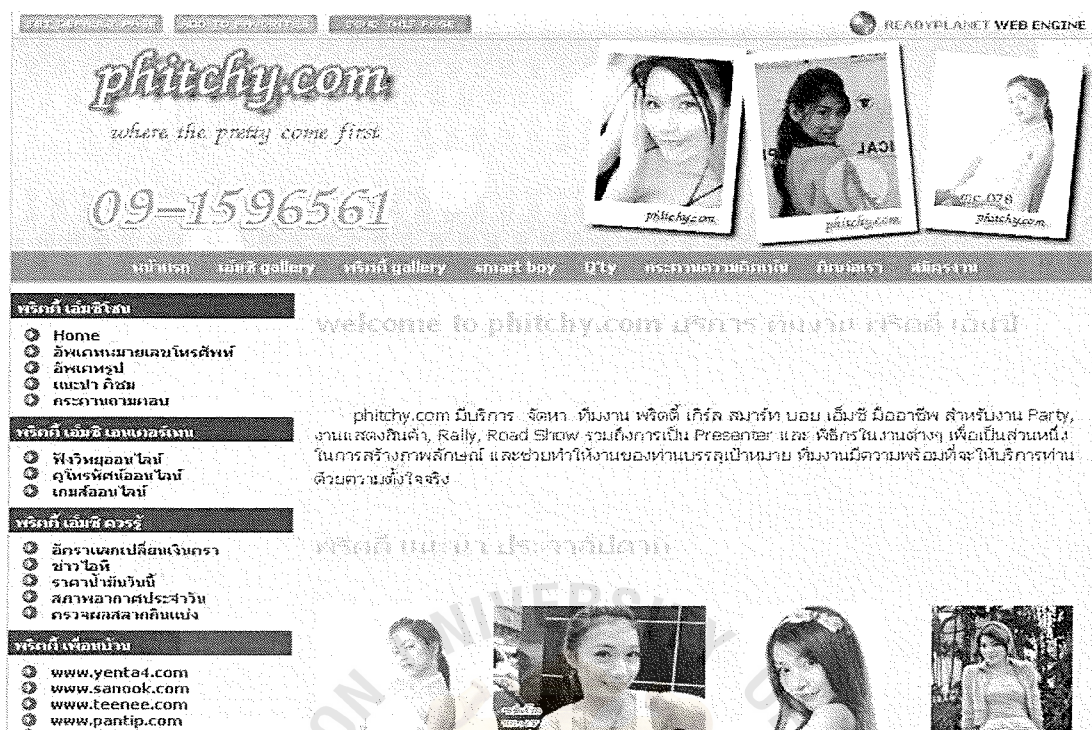 READYPLANET WEB ENGINE
phitchy.com
where the pretty come first
09-1596561
phitchy.com
phitchy.com
mc.076
phitchy.com
หน้าแรก เอ็มซี gallery พริตตี้ gallery smart boy Q'ty กระดานความคิดเห็น ติดต่อเรา สมัครงาน
พริตตี้ เอ็มซีโซน
Home
อัพเดทหมายเลขโทรศัพท์
อัพเดทรูป
แนะนำ ติชม
กระดานถามตอบ
พริตตี้ เอ็มซี เอนเตอร์เทน
ฟังวิทยุออนไลน์
ดูโทรทัศน์ออนไลน์
เกมส์ออนไลน์
พริตตี้ เอ็มซี ควรรู้
อัตราแลกเปลี่ยนเงินตรา
ข่าวไอที
ราคาน้ำมันวันนี้
สภาพอากาศประจำวัน
ตรวจผลสลากกินแบ่ง
พริตตี้ เพื่อนบ้าน
www.yenta4.com
www.sanook.com
www.teenee.com
www.pantip.com
welcome to phitchy.com บริการ ทีมงาน พริตตี้ เอ็มซี
phitchy.com มีบริการ จัดหา ทีมงาน พริตตี้ เกิร์ล สมาร์ท บอย เอ็มซี มืออาชีพ สำหรับงาน Party,
งานแสดงสินค้า, Rally, Road Show รวมถึงการเป็น Presenter และ พิธีกรในงานต่างๆ เพื่อเป็นส่วนหนึ่ง
ในการสร้างภาพลักษณ์ และช่วยทำให้งานของท่านบรรลุเป้าหมาย ทีมงานมีความพร้อมที่จะให้บริการท่าน
ด้วยความตั้งใจจริง
พริตตี้ แนะนำ ประจำสัปดาห์